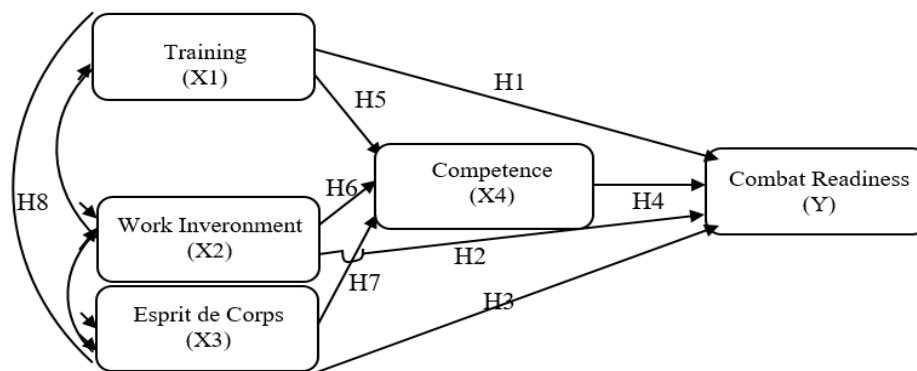 Training
(X1)
H1
H5
Competence
(X4)
Combat Readiness
(Y)
H6
H4
H8
Work Inveronment
(X2)
H2
H7
Esprit de Corps
(X3)
H3